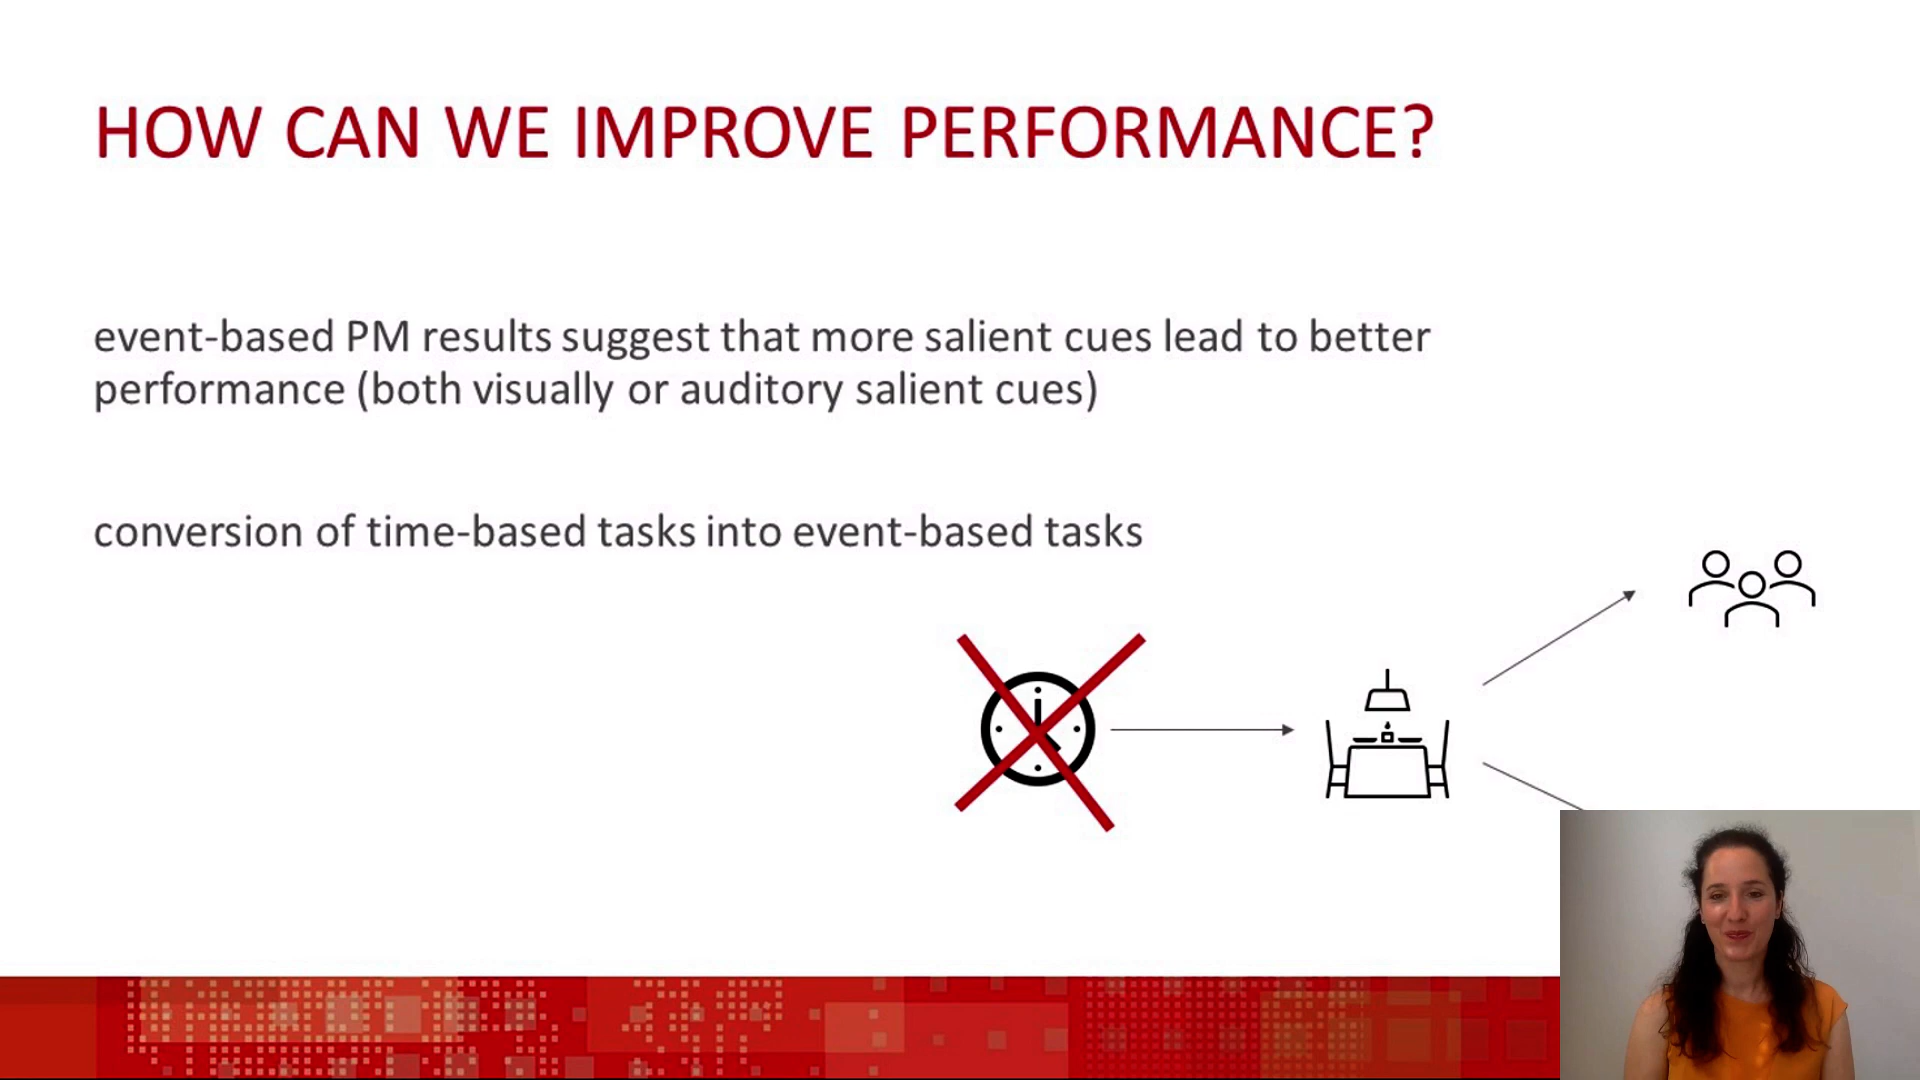 HOW CAN WE IMPROVE PERFORMANCE?
event-based PM results suggest that more salient cues lead to better
performance (both visually or auditory salient cues)
conversion of time-based tasks into event-based tasks